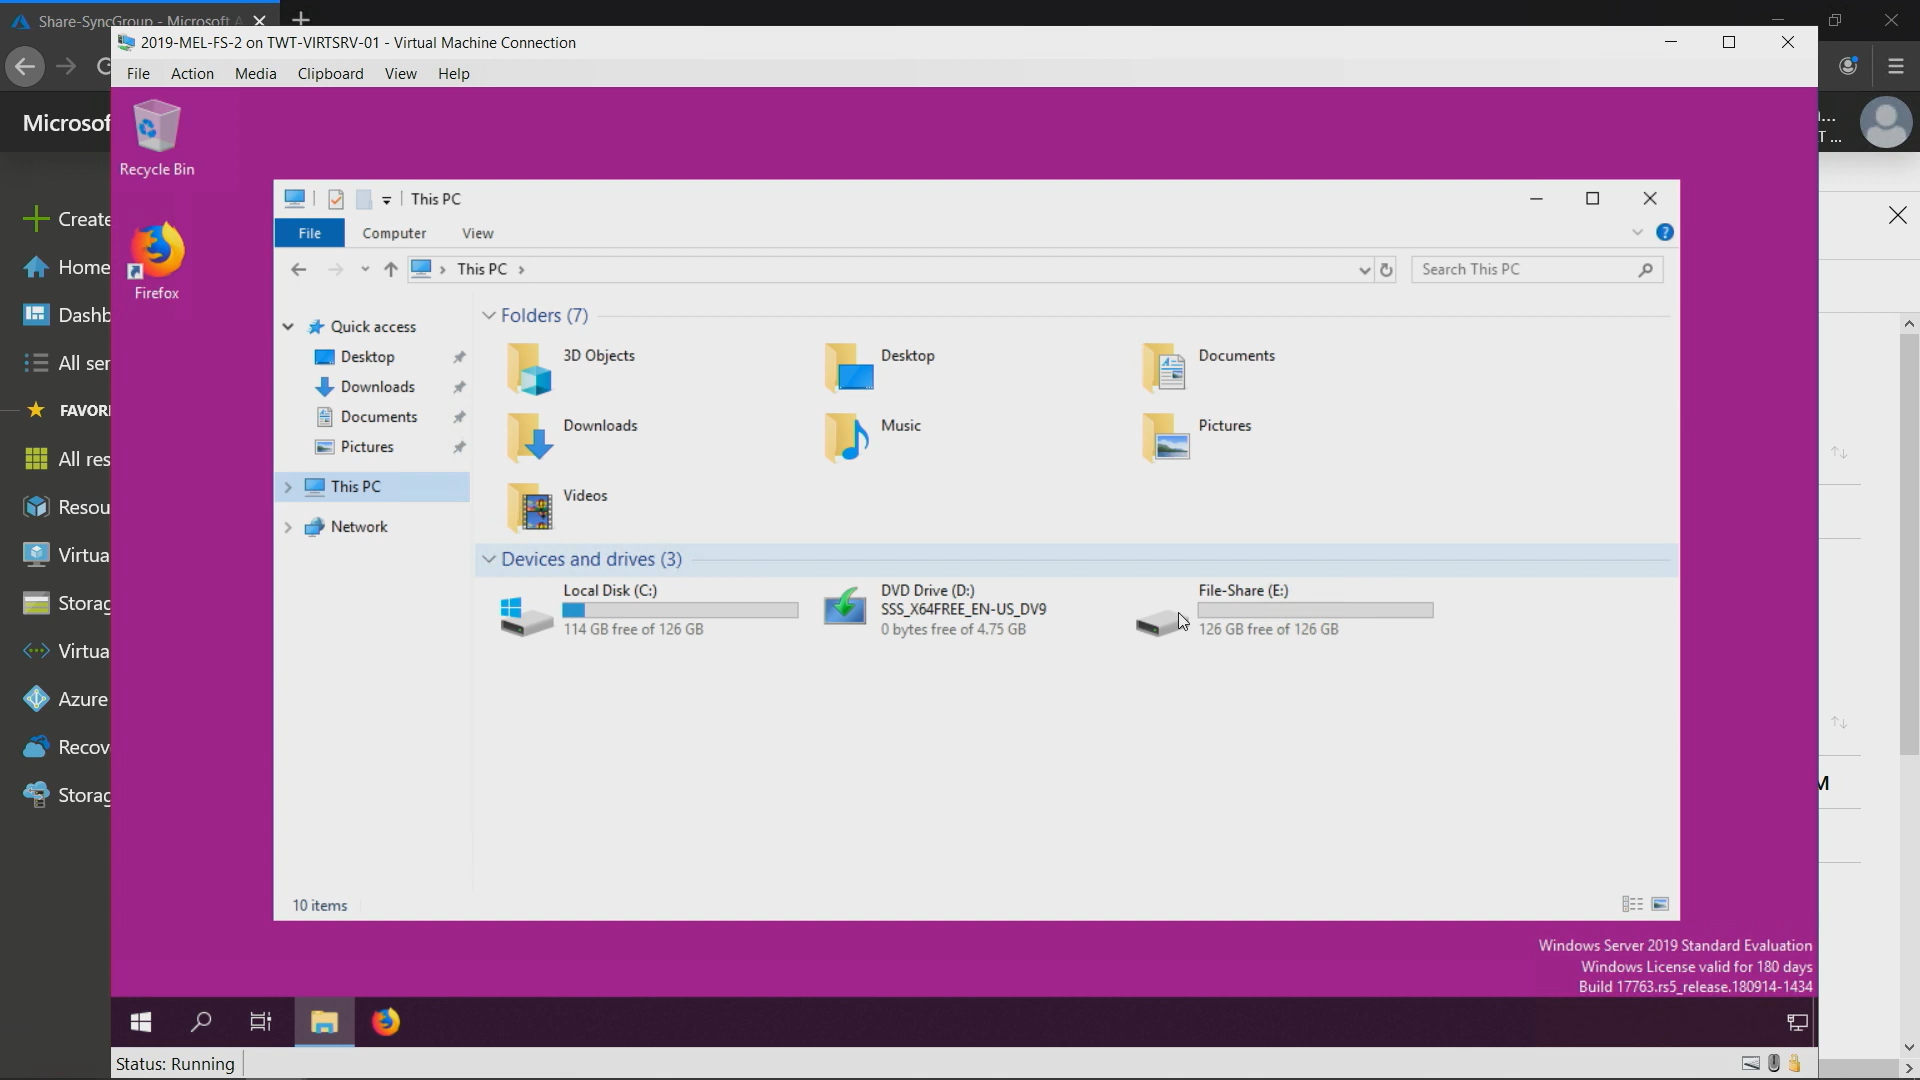 Share-SyncGroup - Microsoft A
2019-MEL-FS-2 on TWT-VIRTSRV-01 - Virtual Machine Connection
File Action Media Clipboard View Help
Microsof
Recycle Bin
Firefox
Create
Home
Dashb
All ser
FAVORI
All res
Resou
Virtua
Storag
Virtua
Azure
Recov
Storag
This PC
File Computer View
This PC
Search This PC
Quick access
Desktop
Downloads
Documents
Pictures
This PC
Network
Folders (7)
3D Objects
Desktop
Documents
Downloads
Music
Pictures
Videos
Devices and drives (3)
Local Disk (C:)
114 GB free of 126 GB
DVD Drive (D:)
SSS_X64FREE_EN-US_DV9
0 bytes free of 4.75 GB
File-Share (E:)
126 GB free of 126 GB
10 items
Windows Server 2019 Standard Evaluation
Windows License valid for 180 days
Build 17763.rs5_release.180914-1434
Status: Running